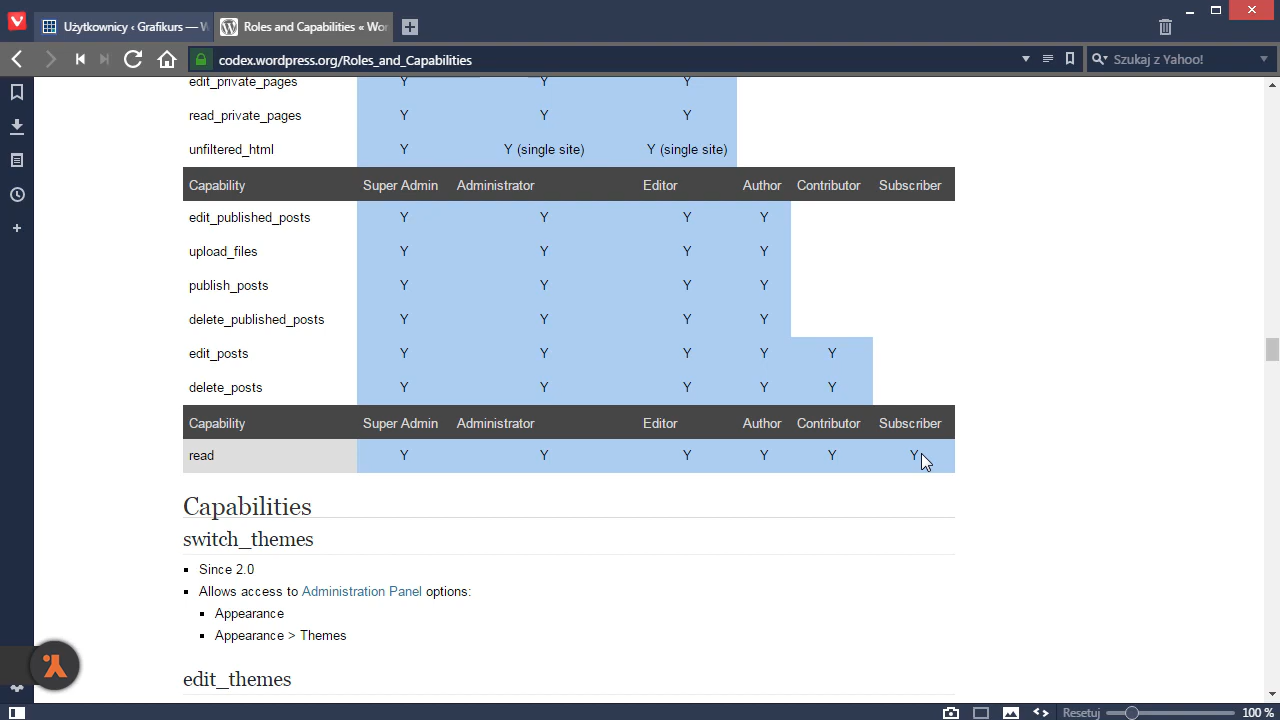 Użytkownicy ‹ Grafikurs — W
Roles and Capabilities « Wo
codex.wordpress.org/Roles_and_Capabilities
Szukaj z Yahoo!
edit_private_pages Y Y Y
read_private_pages Y Y Y
unfiltered_html Y Y (single site) Y (single site)
Capability Super Admin Administrator Editor Author Contributor Subscriber
edit_published_posts Y Y Y Y
upload_files Y Y Y Y
publish_posts Y Y Y Y
delete_published_posts Y Y Y Y
edit_posts Y Y Y Y Y
delete_posts Y Y Y Y Y
Capability Super Admin Administrator Editor Author Contributor Subscriber
read Y Y Y Y Y Y
Capabilities
switch_themes
Since 2.0
Allows access to Administration Panel options:
Appearance
Appearance > Themes
edit_themes
Resetuj 100 %